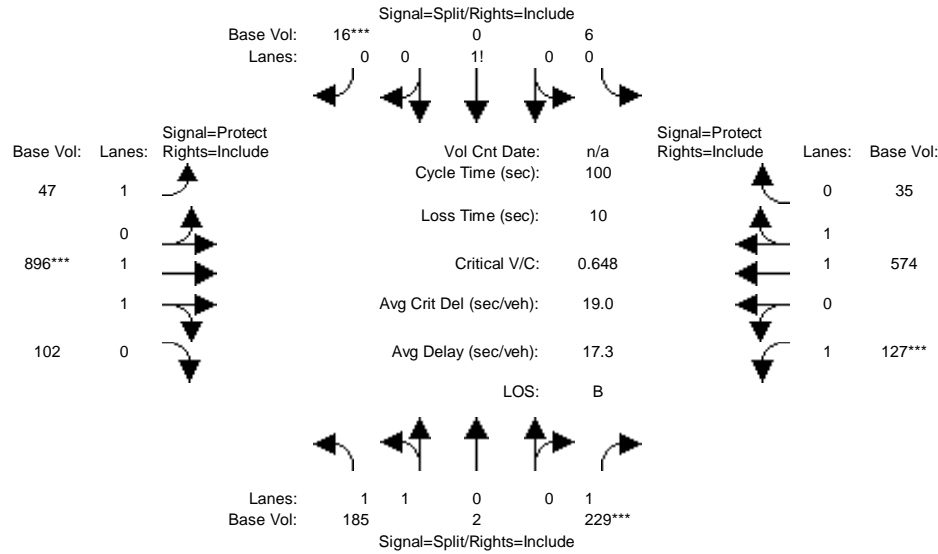 Signal=Split/Rights=Include
Base Vol: 16*** 0 6
Lanes: 0 0 1! 0 0
Signal=Protect Signal=Protect
Base Vol: Lanes: Rights=Include Vol Cnt Date: n/a Rights=Include Lanes: Base Vol:
Cycle Time (sec): 100
47 1 0 35
Loss Time (sec): 10
0 1
896*** 1 Critical V/C: 0.648 1 574
1 Avg Crit Del (sec/veh): 19.0 0
102 0 Avg Delay (sec/veh): 17.3 1 127***
LOS: B
Lanes: 1 1 0 0 1
Base Vol: 185 2 229***
Signal=Split/Rights=Include